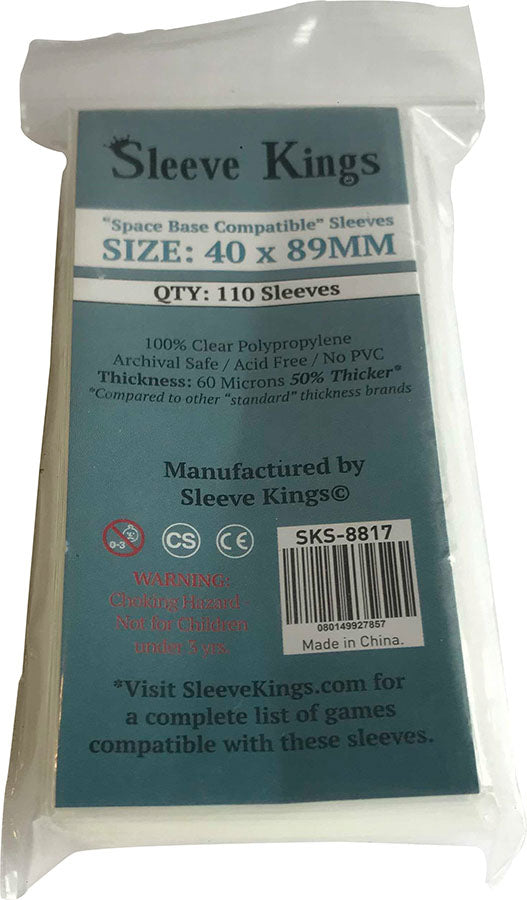 Sleeve Kings
"Space Base Compatible" Sleeves
SIZE: 40 x 89MM
QTY: 110 Sleeves
100% Clear Polypropylene
Archival Safe / Acid Free / No PVC
Thickness: 60 Microns 50% Thicker*
*Compared to other "standard" thickness brands
Manufactured by
Sleeve Kings©
0-3
CS
CE
SKS-8817
080149927857
Made in China.
WARNING:
Choking Hazard -
Not for Children
under 3 yrs.
*Visit SleeveKings.com for
a complete list of games
compatible with these sleeves.